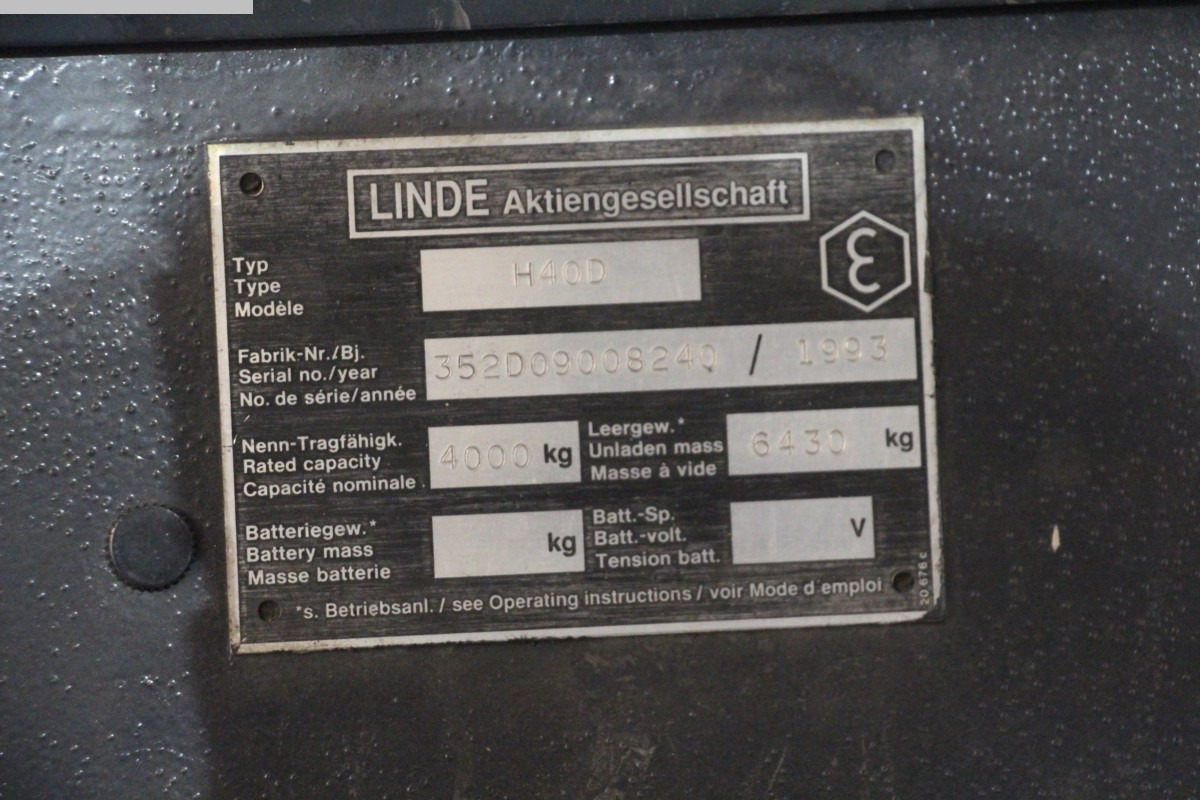 LINDE Aktiengesellschaft
Typ
Type
Modèle
H40D
ε
Fabrik-Nr./Bj.
Serial no./year
No. de série/année
352D09008240 / 1993
Nenn-Tragfähigk.
Rated capacity
Capacité nominale
4000 kg
Leergew.*
Unladen mass
Masse à vide
6430 kg
Batteriegew.*
Battery mass
Masse batterie
kg
Batt.-Sp.
Batt.-volt.
Tension batt.
V
*s. Betriebsanl. / see Operating instructions / voir Mode d'emploi
20 676 c